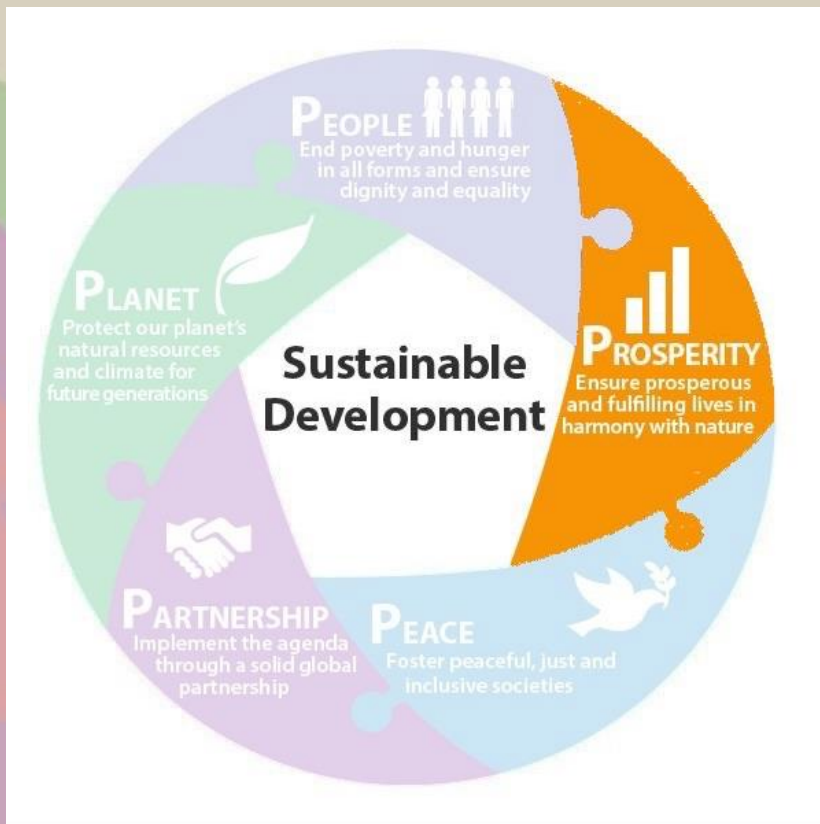 PEOPLE
End poverty and hunger
in all forms and ensure
dignity and equality
PLANET
Protect our planet's
natural resources
and climate for
future generations
Sustainable
Development
PROSPERITY
Ensure prosperous
and fulfilling lives in
harmony with nature
PARTNERSHIP
Implement the agenda
through a solid global
partnership
PEACE
Foster peaceful, just and
inclusive societies